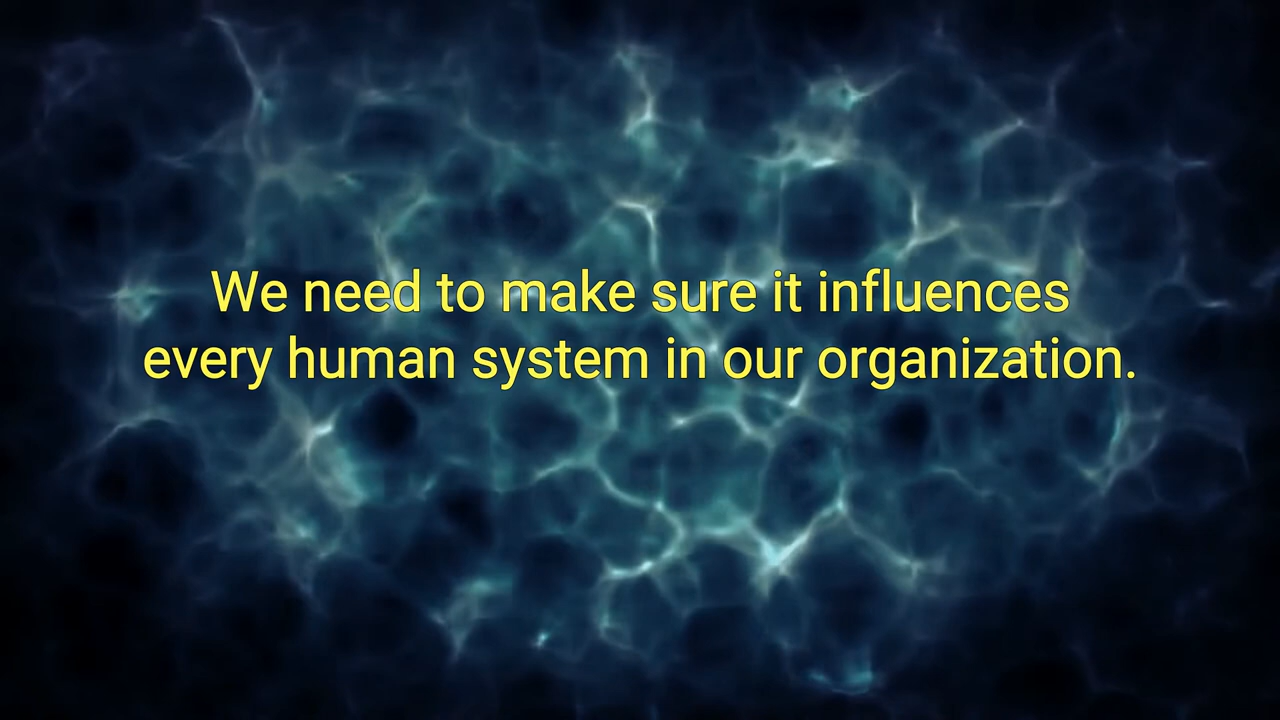 We need to make sure it influences
every human system in our organization.